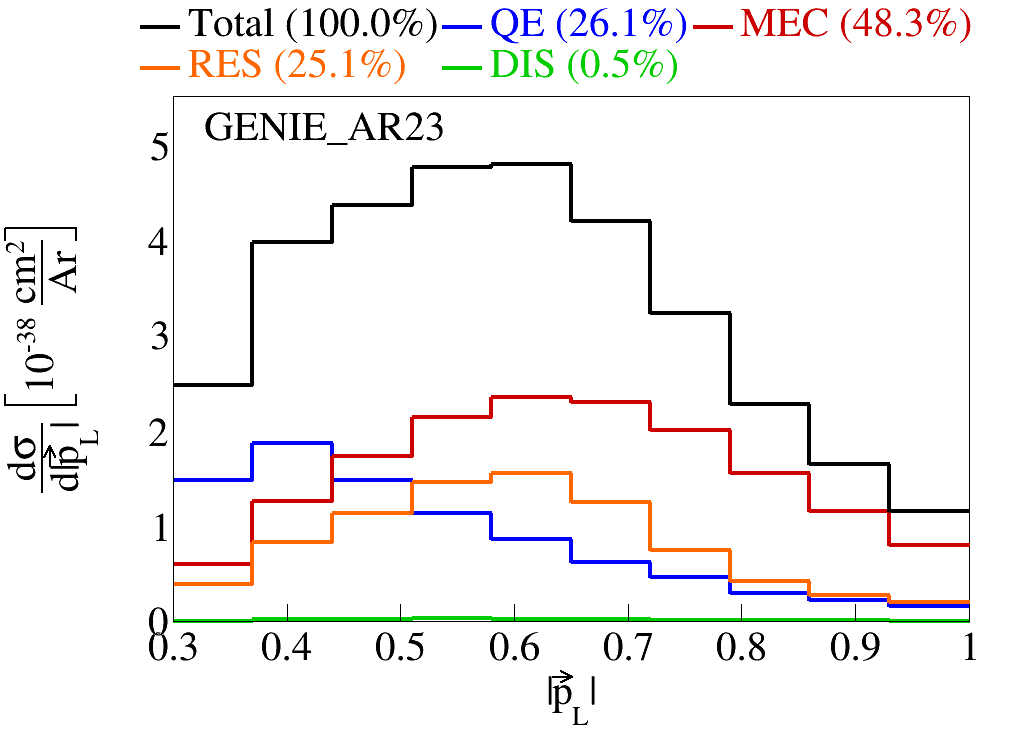 Total (100.0%) QE (26.1%) MEC (48.3%)
RES (25.1%) DIS (0.5%)
GENIE_AR23
dσ/d|p⃗_L| [10^-38 cm^2/Ar]
5
4
3
2
1
0
0.3 0.4 0.5 0.6 0.7 0.8 0.9 1
|p⃗_L|